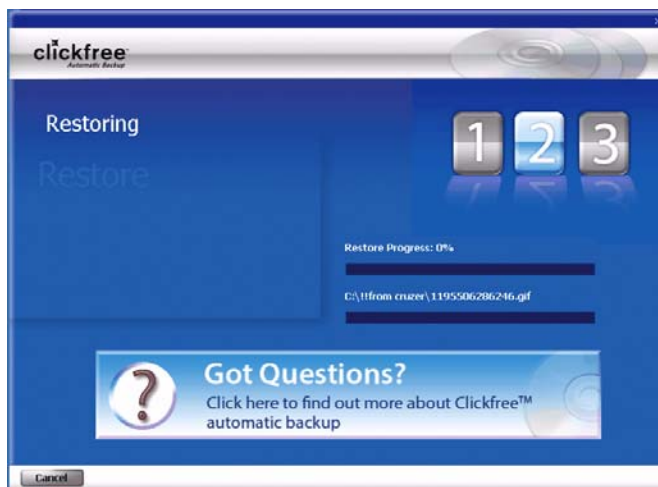 clickfree
Automatic Backup
Restoring
Restore
1 2 3
Restore Progress: 0%
C:\!!from cruzer\1195506286246.gif
?
Got Questions?
Click here to find out more about Clickfree™
automatic backup
Cancel